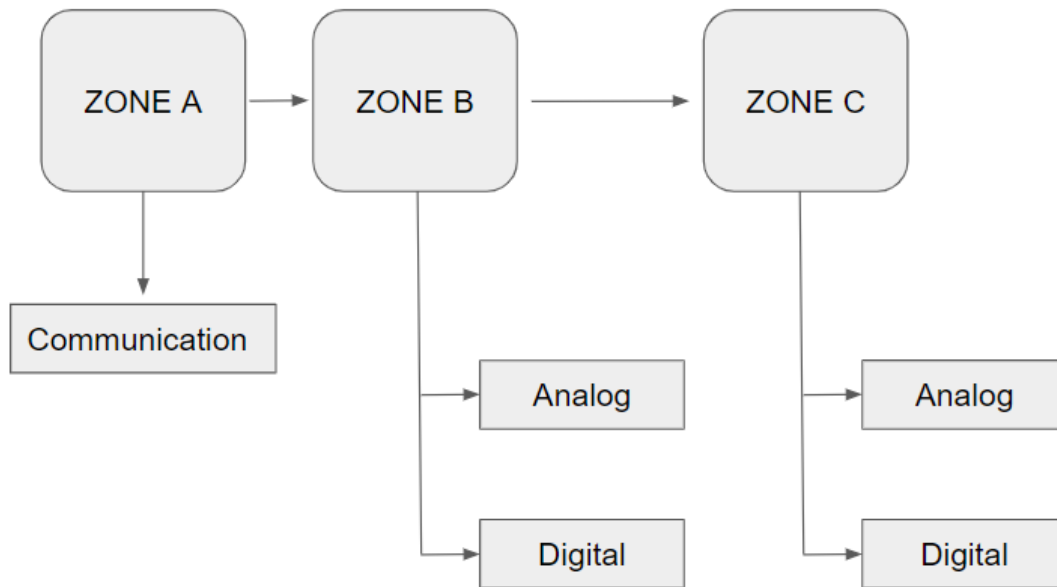 ZONE A
ZONE B
ZONE C
Communication
Analog
Analog
Digital
Digital